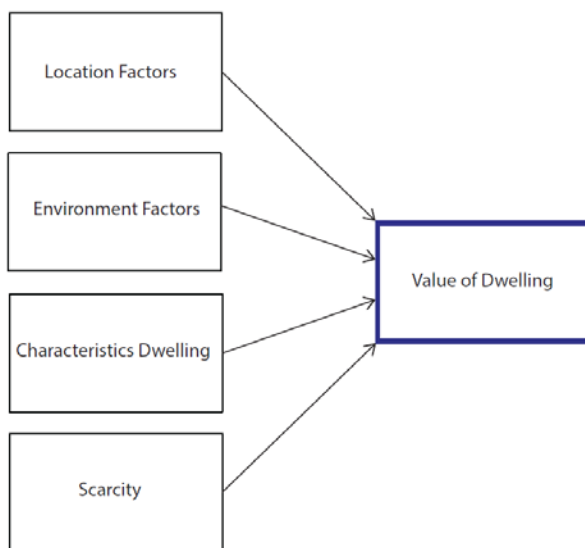 Location Factors
Environment Factors
Value of Dwelling
Characteristics Dwelling
Scarcity